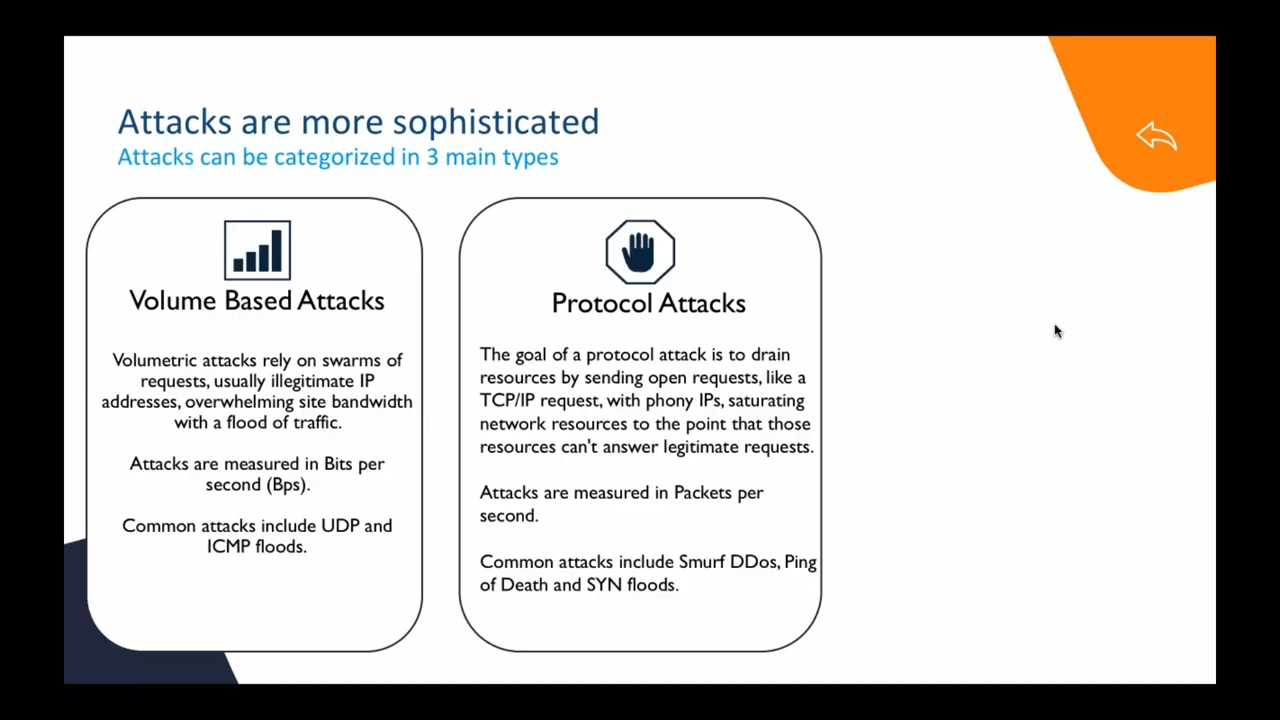 Attacks are more sophisticated
Attacks can be categorized in 3 main types
Volume Based Attacks
Volumetric attacks rely on swarms of
requests, usually illegitimate IP
addresses, overwhelming site bandwidth
with a flood of traffic.
Attacks are measured in Bits per
second (Bps).
Common attacks include UDP and
ICMP floods.
Protocol Attacks
The goal of a protocol attack is to drain
resources by sending open requests, like a
TCP/IP request, with phony IPs, saturating
network resources to the point that those
resources can't answer legitimate requests.
Attacks are measured in Packets per
second.
Common attacks include Smurf DDos, Ping
of Death and SYN floods.